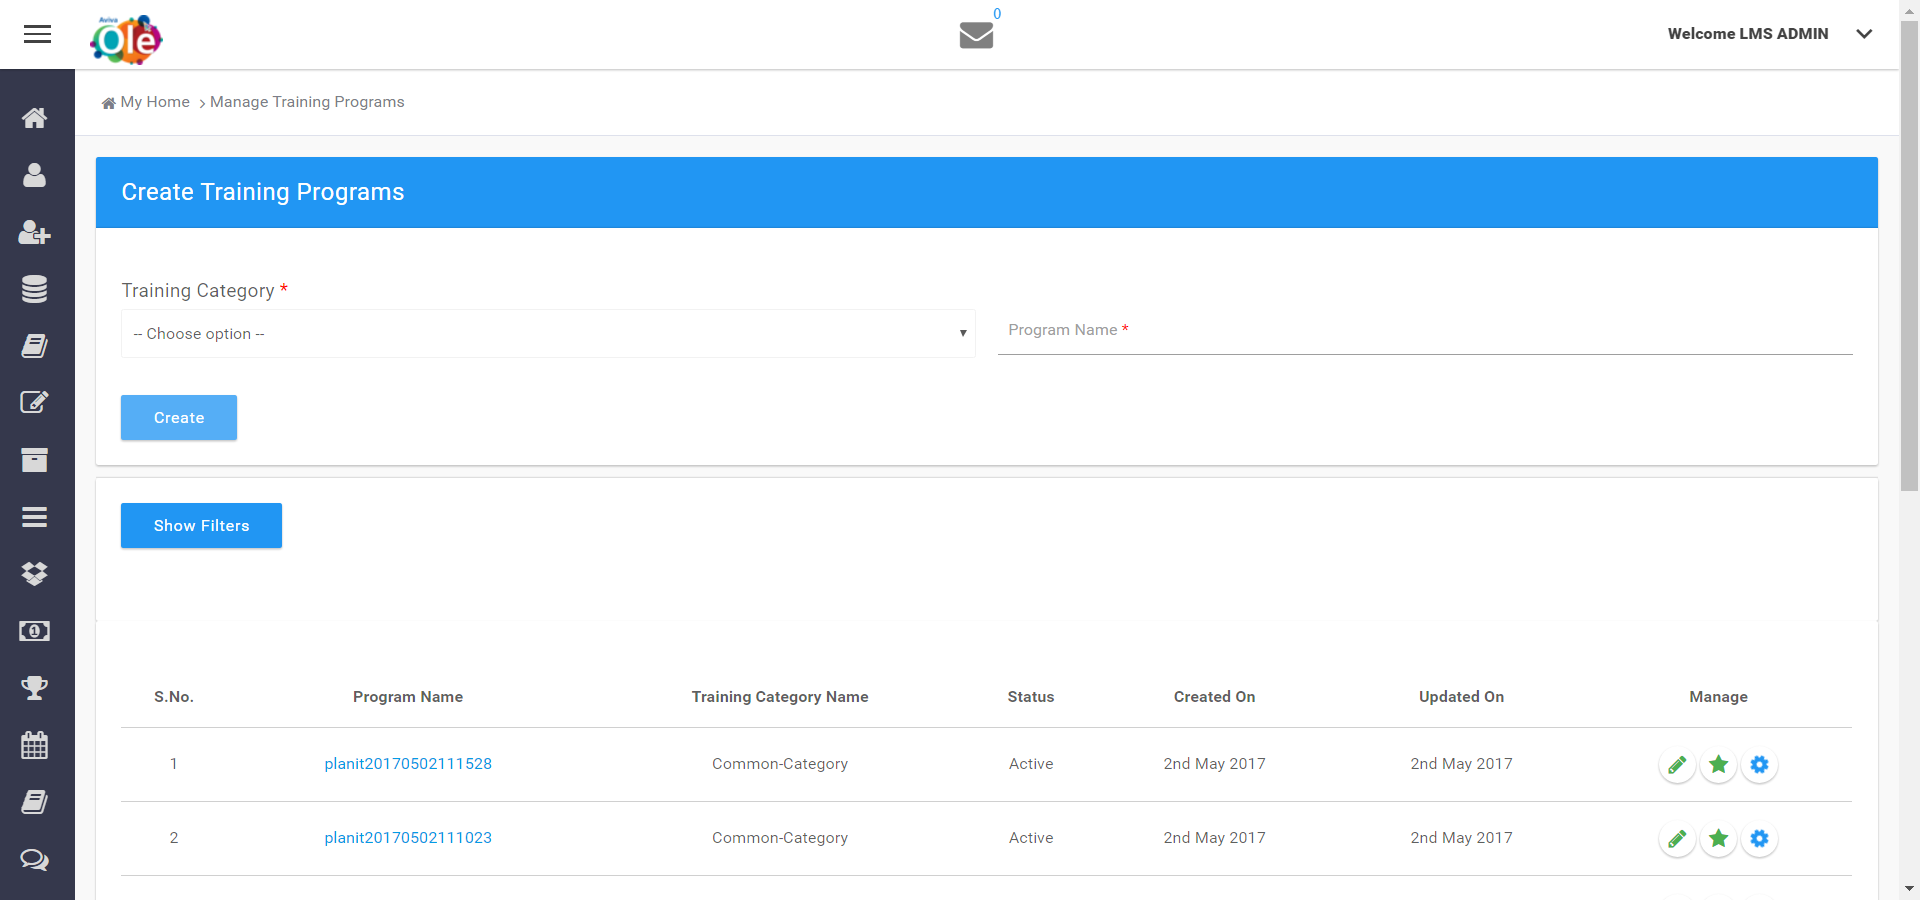 Aviva
Ole
0
Welcome LMS ADMIN
My Home > Manage Training Programs
Create Training Programs
Training Category *
-- Choose option --
Program Name *
Create
Show Filters
S.No. Program Name Training Category Name Status Created On Updated On Manage
1 planit20170502111528 Common-Category Active 2nd May 2017 2nd May 2017
2 planit20170502111023 Common-Category Active 2nd May 2017 2nd May 2017